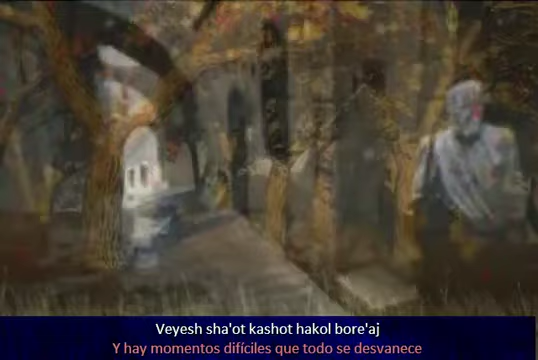 Veyesh sha'ot kashot hakol bore'aj
Y hay momentos difíciles que todo se desvanece